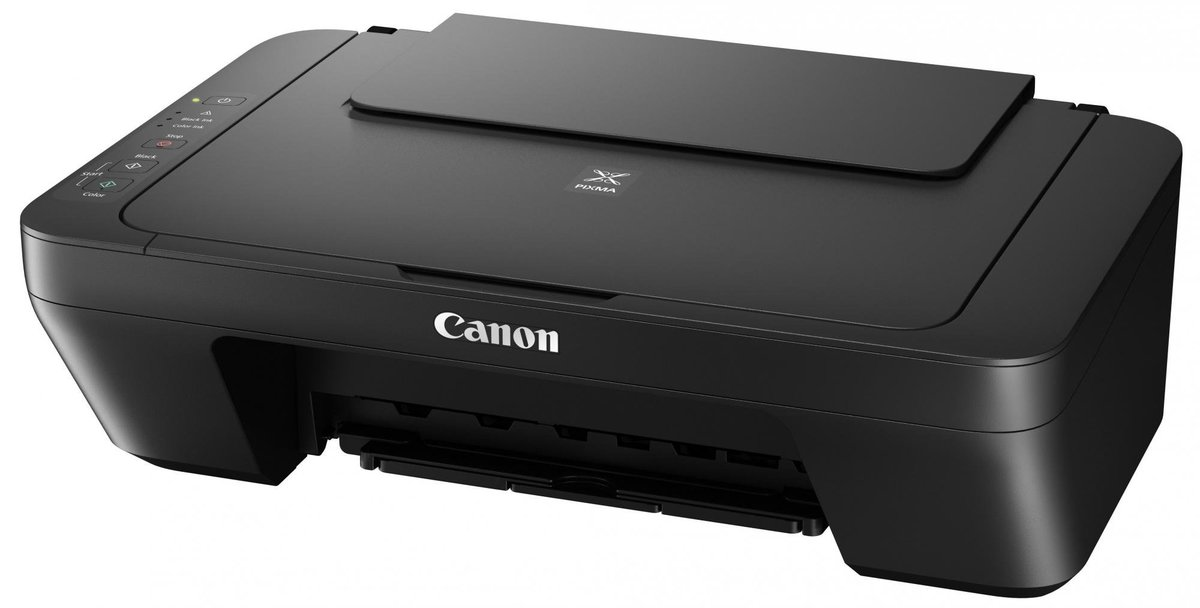 Black Ink
Color Ink
Stop
Black
Start
Color
PIXMA
Canon